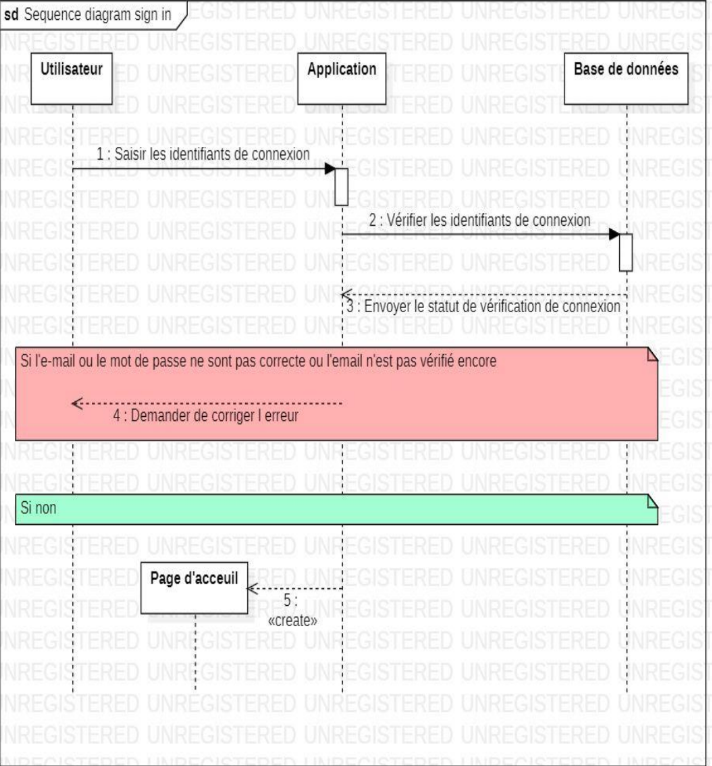 sd Sequence diagram sign in
Utilisateur
Application
Base de données
1 : Saisir les identifiants de connexion
2 : Vérifier les identifiants de connexion
3 : Envoyer le statut de vérification de connexion
Si l'e-mail ou le mot de passe ne sont pas correcte ou l'email n'est pas vérifié encore
4 : Demander de corriger l erreur
Si non
Page d'acceuil
5 :
«create»
UNREGISTERED